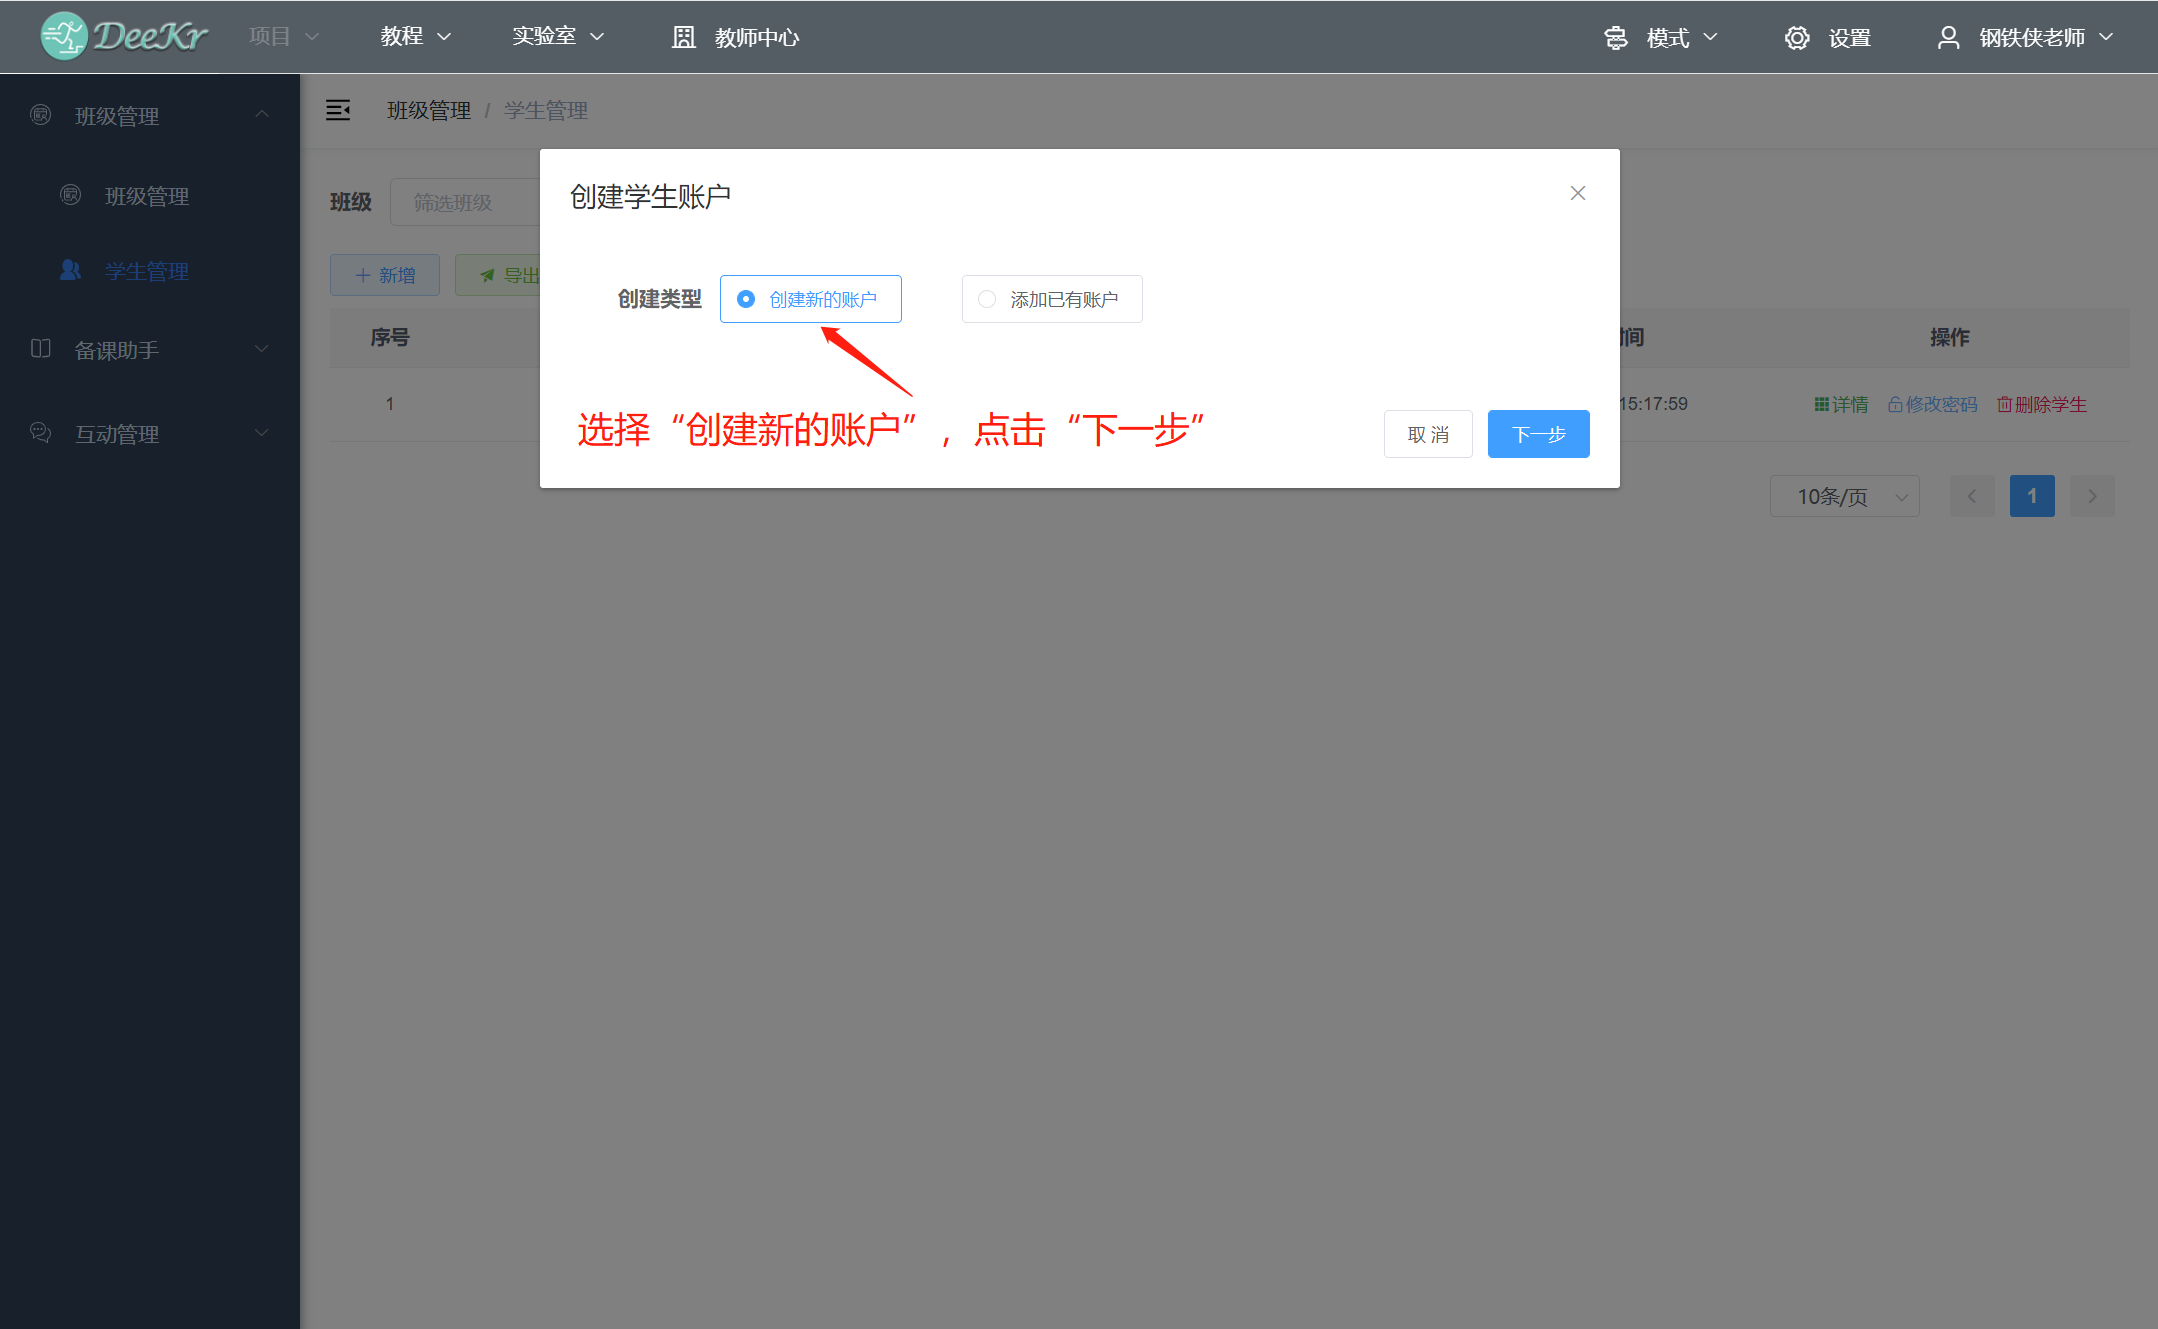 DeeKr 项目 教程 实验室 教师中心 模式 设置 钢铁侠老师
班级管理
班级管理
学生管理
备课助手
互动管理
班级管理 / 学生管理
班级 筛选班级
新增 导出
序号 间 操作
1 15:17:59 详情 修改密码 删除学生
10条/页 1
创建学生账户
创建类型 创建新的账户 添加已有账户
选择“创建新的账户”，点击“下一步”
取消 下一步